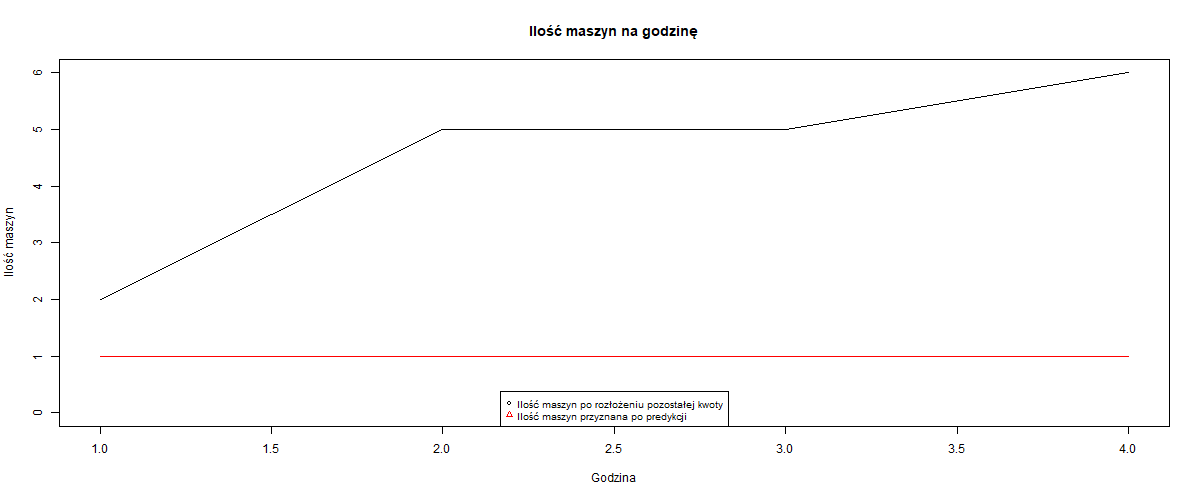 Ilość maszyn na godzinę
6
5
4
3
2
1
0
Ilość maszyn
Ilość maszyn po rozłożeniu pozostałej kwoty
Ilość maszyn przyznana po predykcji
1.0 1.5 2.0 2.5 3.0 3.5 4.0
Godzina